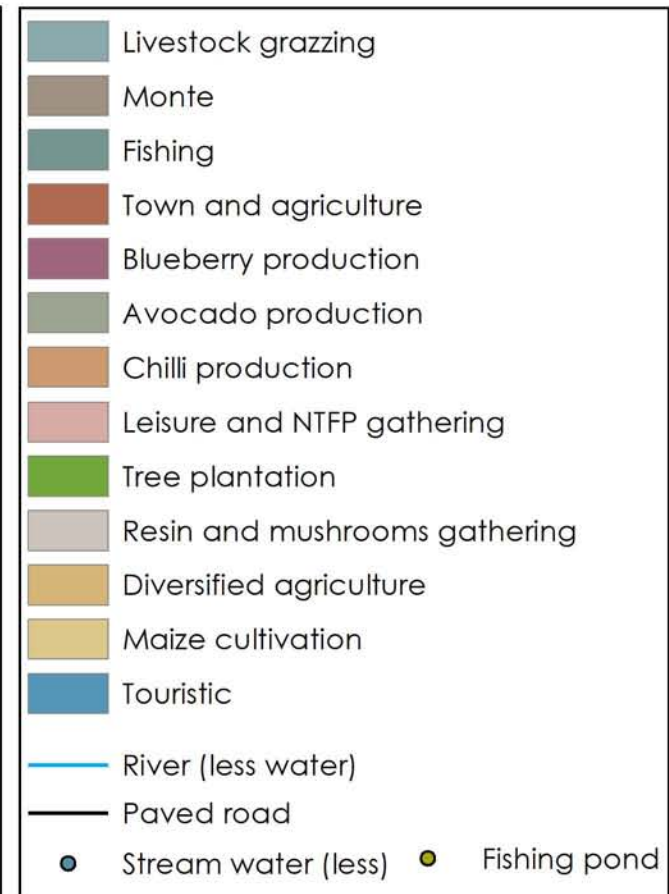 Livestock grazzing
Monte
Fishing
Town and agriculture
Blueberry production
Avocado production
Chilli production
Leisure and NTFP gathering
Tree plantation
Resin and mushrooms gathering
Diversified agriculture
Maize cultivation
Touristic
River (less water)
Paved road
Stream water (less) Fishing pond